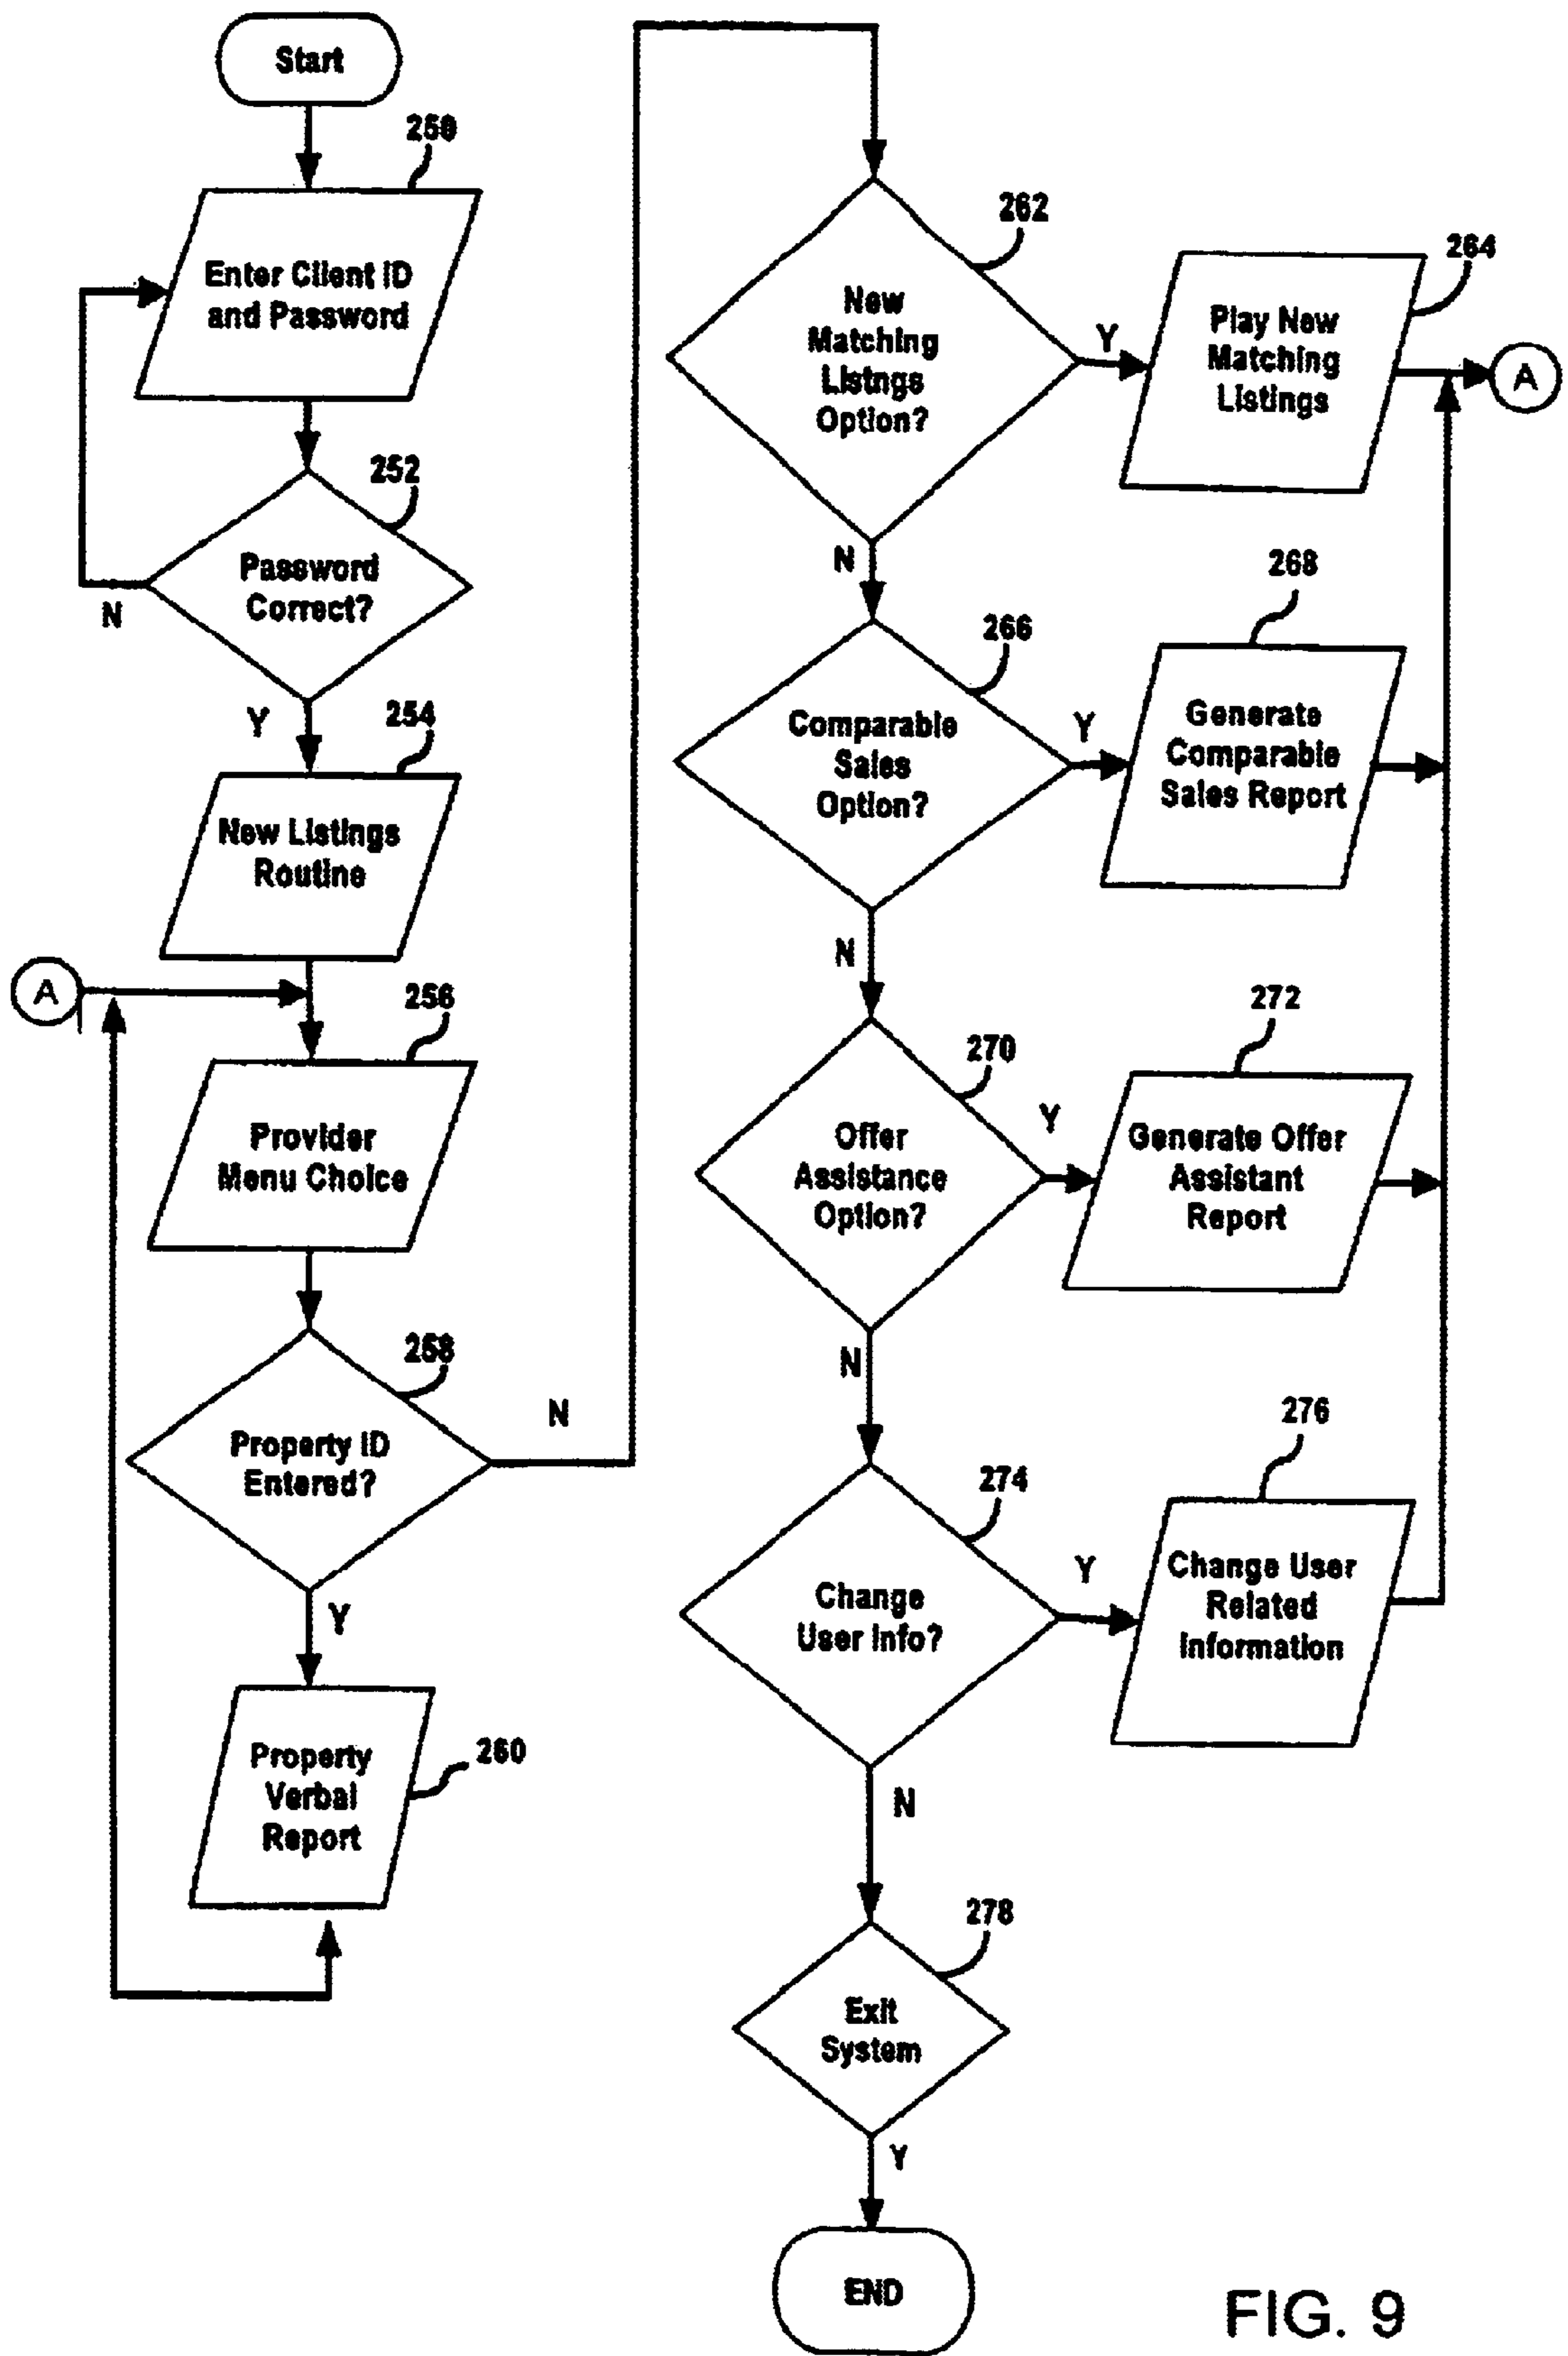 Start
250
Enter Client ID
and Password
252
Password
Correct?
N
Y
254
New Listings
Routine
A
256
Provider
Menu Choice
258
Property ID
Entered?
N
Y
Property
Verbal
Report
260
262
New
Matching
Listngs
Option?
Y
N
264
Play New
Matching
Listings
A
266
Comparable
Sales
Option?
Y
N
268
Generate
Comparable
Sales Report
270
Offer
Assistance
Option?
Y
N
272
Generate Offer
Assistant
Report
274
Change
User Info?
Y
N
276
Change User
Related
Information
278
Exit
System
Y
END
FIG. 9